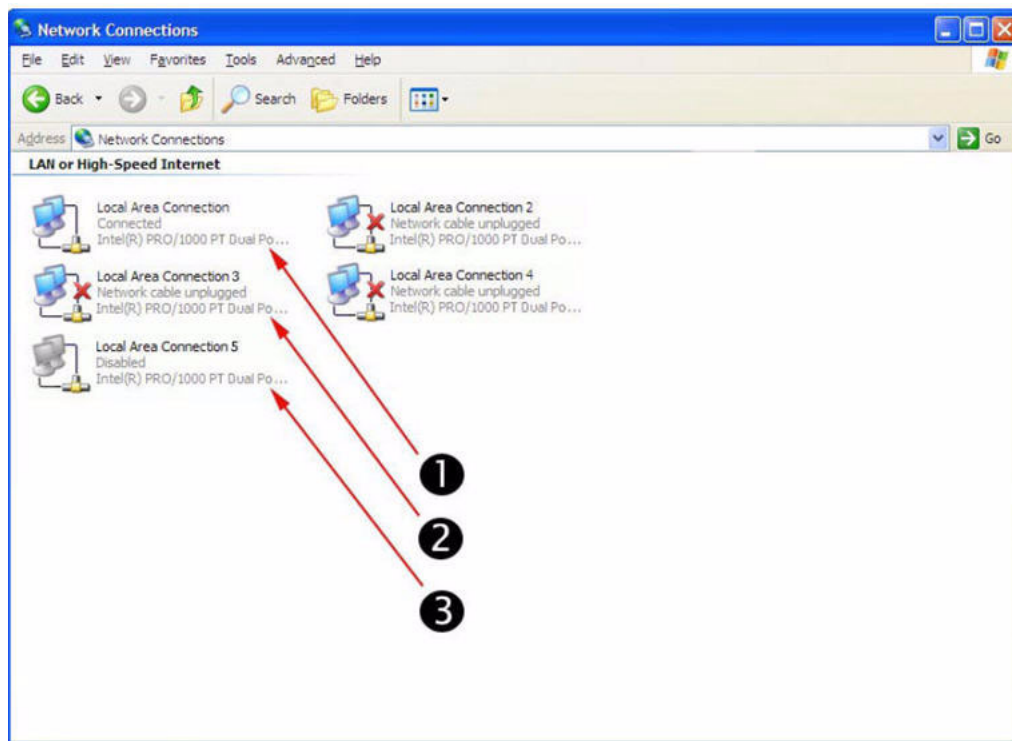 Network Connections
File Edit View Favorites Tools Advanced Help
Back Search Folders
Address Network Connections Go
LAN or High-Speed Internet
Local Area Connection
Connected
Intel(R) PRO/1000 PT Dual Po...
Local Area Connection 2
Network cable unplugged
Intel(R) PRO/1000 PT Dual Po...
Local Area Connection 3
Network cable unplugged
Intel(R) PRO/1000 PT Dual Po...
Local Area Connection 4
Network cable unplugged
Intel(R) PRO/1000 PT Dual Po...
Local Area Connection 5
Disabled
Intel(R) PRO/1000 PT Dual Po...
1
2
3